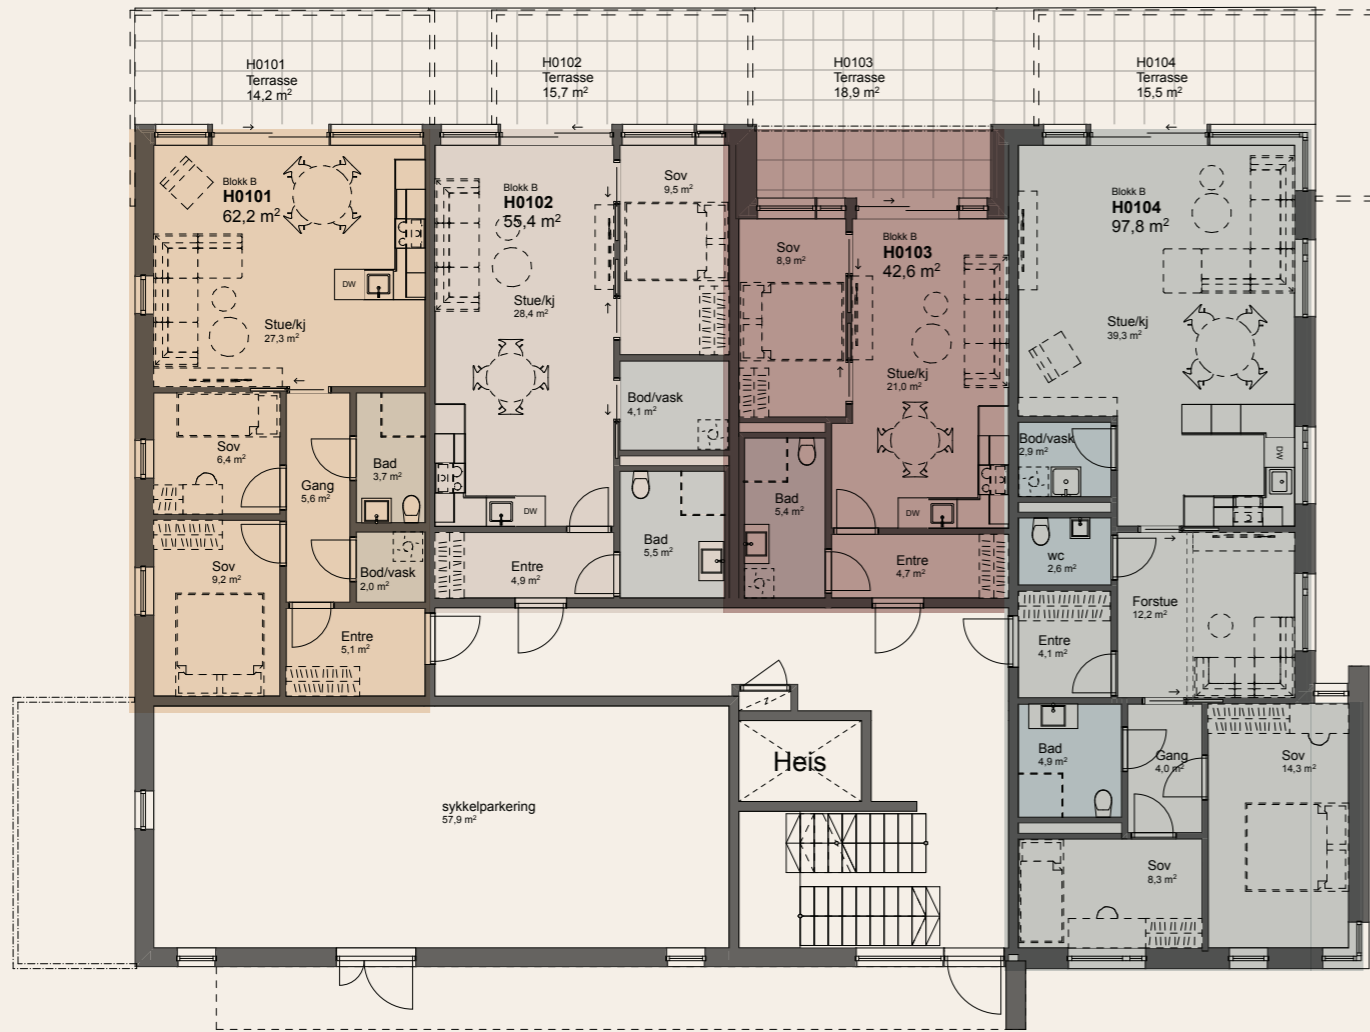 H0101
Terrasse
14,2 m²
H0102
Terrasse
15,7 m²
H0103
Terrasse
18,9 m²
H0104
Terrasse
15,5 m²
Blokk B
H0101
62,2 m²
DW
Stue/kj
27,3 m²
Sov
6,4 m²
Gang
5,6 m²
Bad
3,7 m²
Sov
9,2 m²
Bod/vask
2,0 m²
Entre
5,1 m²
Blokk B
H0102
55,4 m²
Sov
9,5 m²
Stue/kj
28,4 m²
Bod/vask
4,1 m²
DW
Bad
5,5 m²
Entre
4,9 m²
Blokk B
H0103
42,6 m²
Sov
8,9 m²
Stue/kj
21,0 m²
Bad
5,4 m²
DW
Entre
4,7 m²
Blokk B
H0104
97,8 m²
Stue/kj
39,3 m²
Bod/vask
2,9 m²
DW
wc
2,6 m²
Forstue
12,2 m²
Entre
4,1 m²
Bad
4,9 m²
Gang
4,0 m²
Sov
14,3 m²
Sov
8,3 m²
Heis
sykkelparkering
57,9 m²